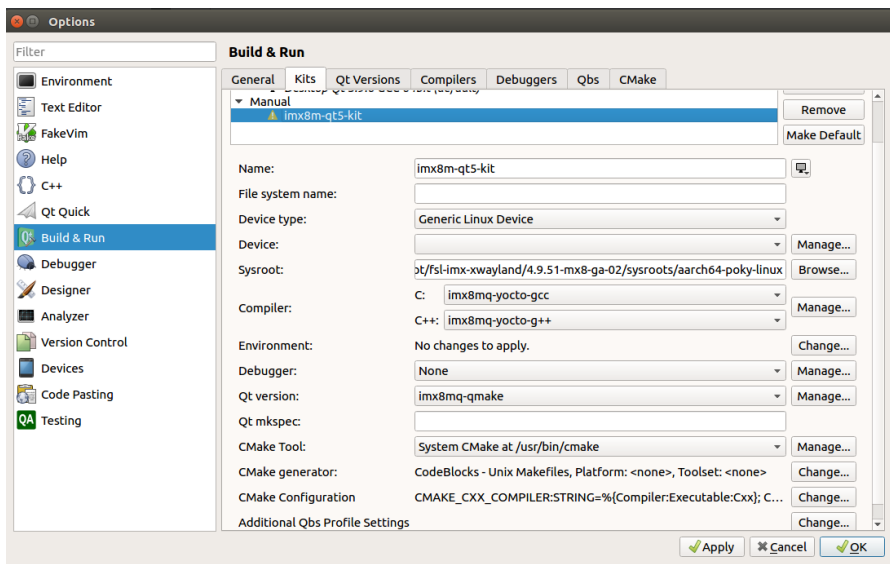 Options
Filter
Build & Run
Environment
Text Editor
FakeVim
Help
C++
Qt Quick
Build & Run
Debugger
Designer
Analyzer
Version Control
Devices
Code Pasting
QA Testing
General Kits Qt Versions Compilers Debuggers Qbs CMake
Manual
imx8m-qt5-kit
Remove
Make Default
Name: imx8m-qt5-kit
File system name:
Device type: Generic Linux Device
Device: Manage...
Sysroot: ot/fsl-imx-xwayland/4.9.51-mx8-ga-02/sysroots/aarch64-poky-linux Browse...
Compiler: C: imx8mq-yocto-gcc Manage...
C++: imx8mq-yocto-g++
Environment: No changes to apply. Change...
Debugger: None Manage...
Qt version: imx8mq-qmake Manage...
Qt mkspec:
CMake Tool: System CMake at /usr/bin/cmake Manage...
CMake generator: CodeBlocks - Unix Makefiles, Platform: <none>, Toolset: <none> Change...
CMake Configuration CMAKE_CXX_COMPILER:STRING=%{Compiler:Executable:Cxx}; C... Change...
Additional Qbs Profile Settings Change...
Apply Cancel OK